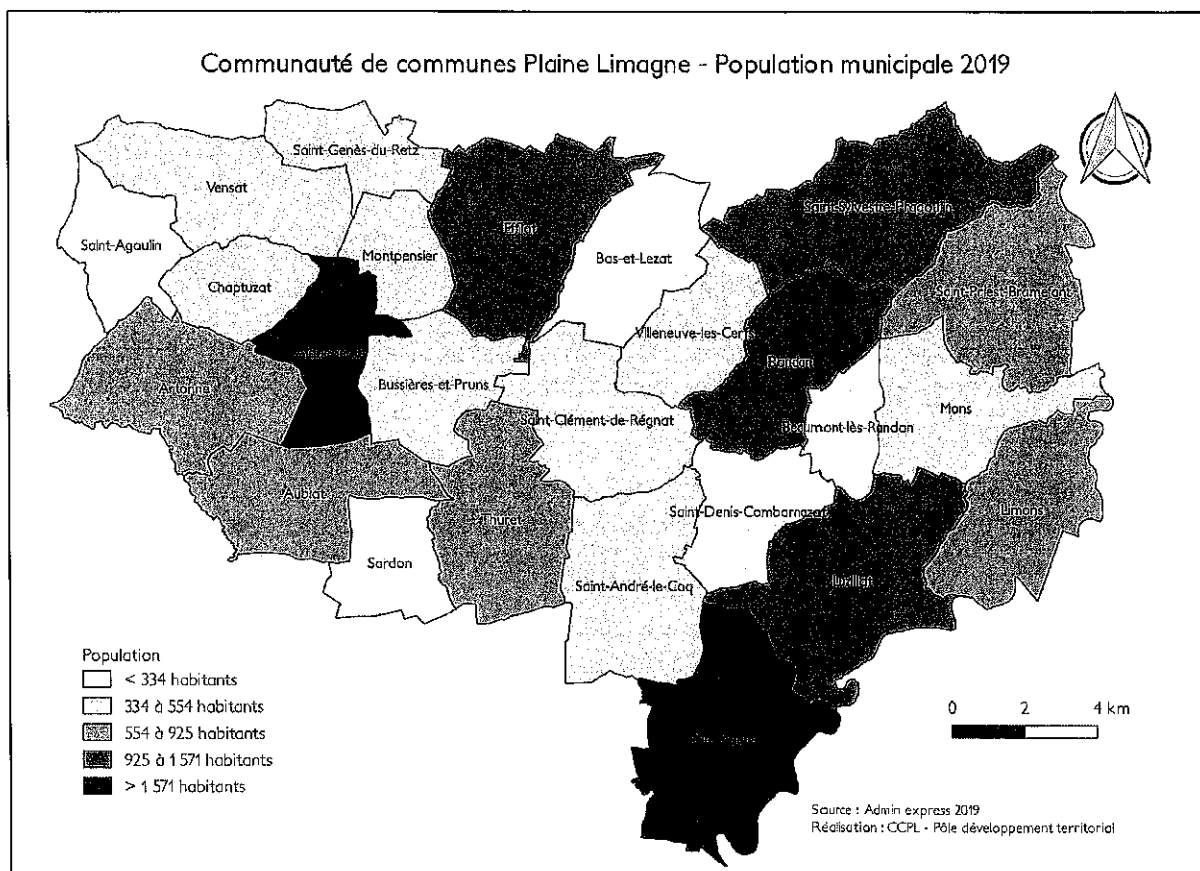 Communauté de communes Plaine Limagne - Population municipale 2019
Saint-Genès-du-Retz
Vensat
Saint-Agoulin
Montpensier
Effiat
Saint-Sylvestre-Pragoulin
Bas-et-Lezat
Chaptuzat
Saint-Priest-Bramefant
Villeneuve-les-Cerf
Randan
Artonne
Bussières-et-Pruns
Saint-Clément-de-Régnat
Mons
Beaumont-lès-Randan
Aubiat
Thuret
Saint-Denis-Combarnazat
Limons
Sardon
Saint-André-le-Coq
Luzillat
Population
< 334 habitants
334 à 554 habitants
554 à 925 habitants
925 à 1 571 habitants
> 1 571 habitants
0 2 4 km
Source : Admin express 2019
Réalisation : CCPL - Pôle développement territorial